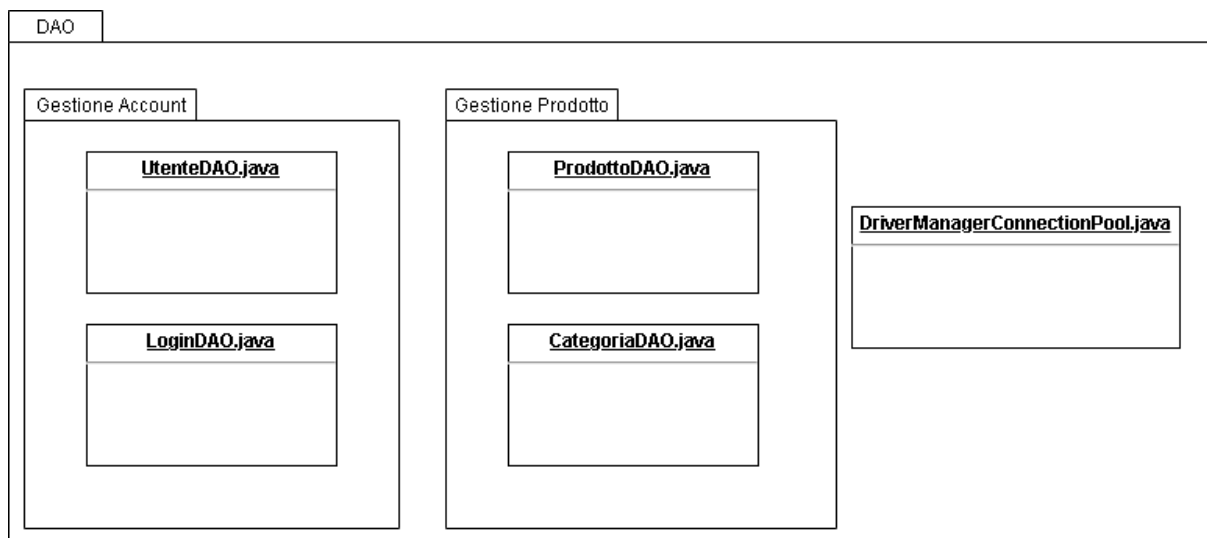 DAO
Gestione Account
UtenteDAO.java
LoginDAO.java
Gestione Prodotto
ProdottoDAO.java
CategoriaDAO.java
DriverManagerConnectionPool.java